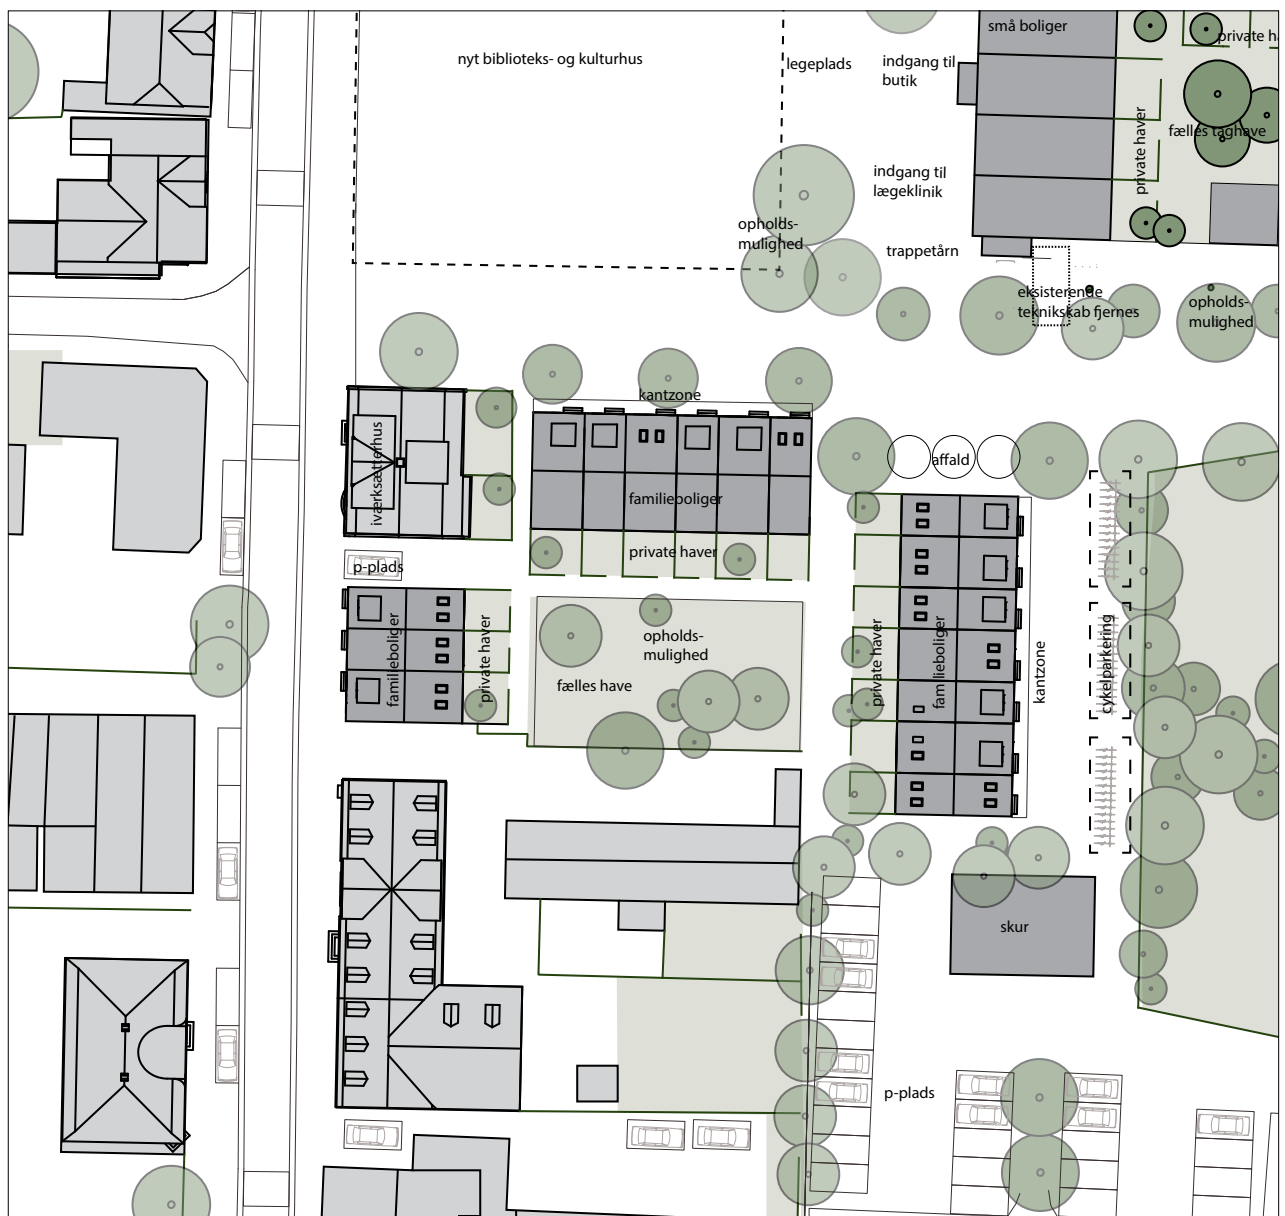 små boliger
private ha
nyt biblioteks- og kulturhus
legeplads
indgang til
butik
fælles taghave
private haver
indgang til
lægeklinik
opholds-
mulighed
trappetårn
eksisterende
teknikskab fjernes
opholds-
mulighed
kantzone
iværksætterhus
affald
familieboliger
private haver
p-plads
familieboliger
private haver
opholds-
mulighed
fælles have
private haver
familieboliger
kantzone
cykelparkering
skur
p-plads